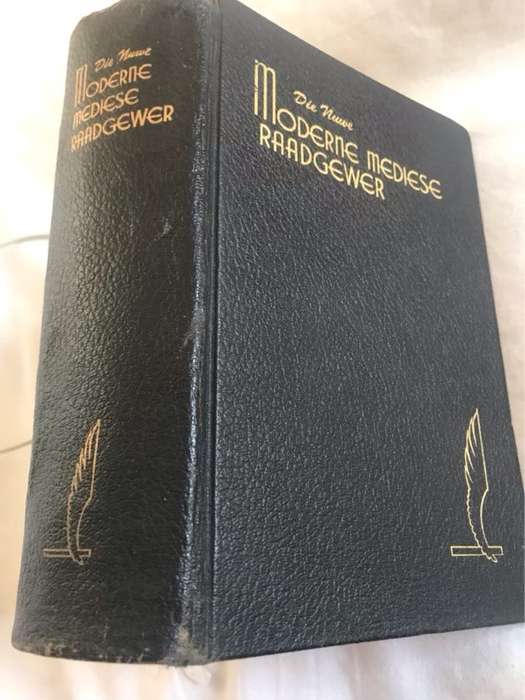 Die Nuwe
MODERNE
MEDIESE
RAADGEWER
Die Nuwe
MODERNE MEDIESE
RAADGEWER